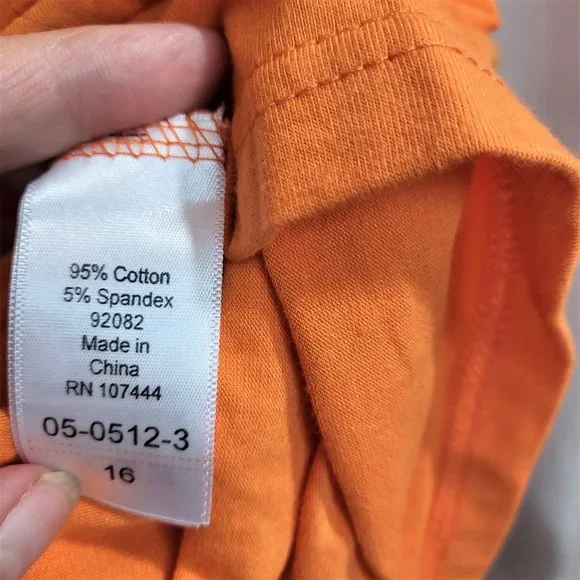 95% Cotton
5% Spandex
92082
Made in
China
RN 107444
05-0512-3
16